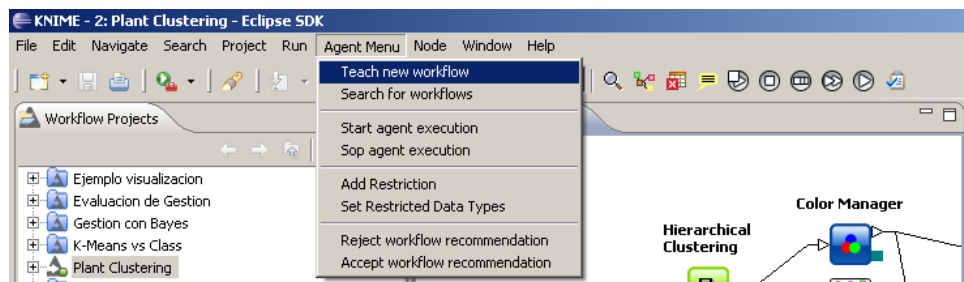 KNIME - 2: Plant Clustering - Eclipse SDK
File Edit Navigate Search Project Run Agent Menu Node Window Help
Teach new workflow
Search for workflows
Start agent execution
Sop agent execution
Add Restriction
Set Restricted Data Types
Reject workflow recommendation
Accept workflow recommendation
Workflow Projects
Ejemplo visualizacion
Evaluacion de Gestion
Gestion con Bayes
K-Means vs Class
Plant Clustering
Color Manager
Hierarchical
Clustering